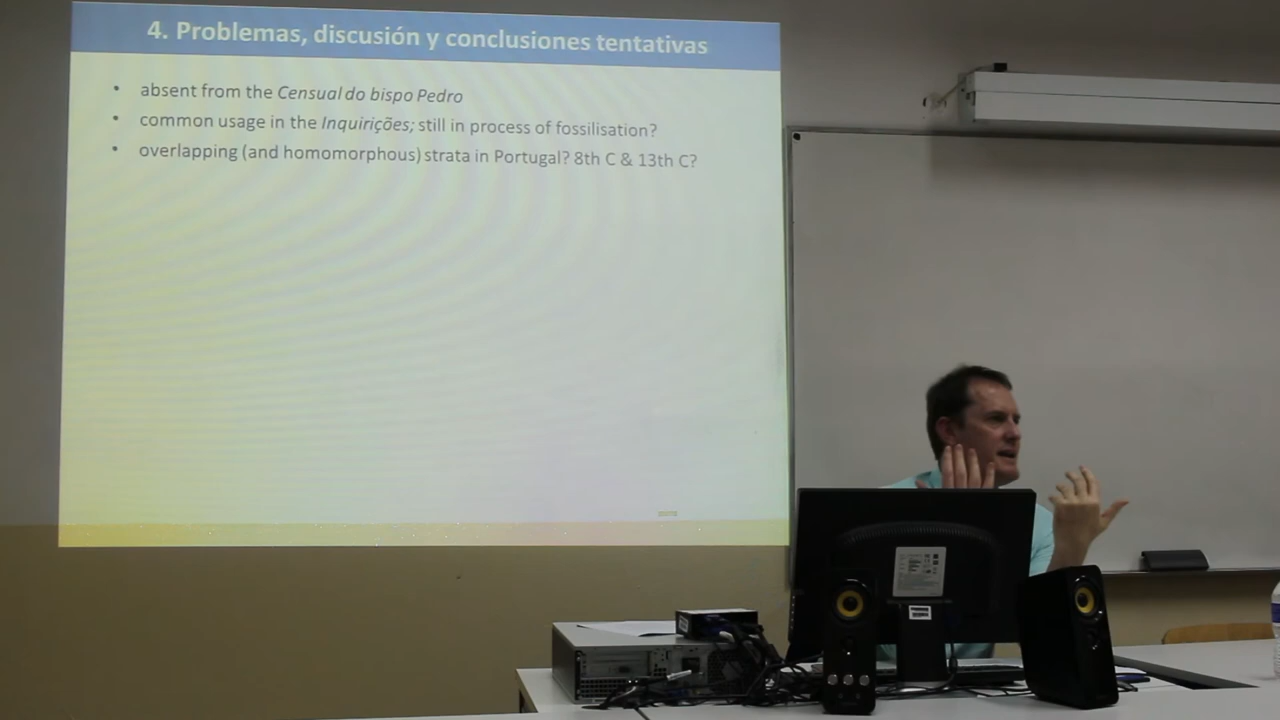 4. Problemas, discusión y conclusiones tentativas
• absent from the Censual do bispo Pedro
• common usage in the Inquirições; still in process of fossilisation?
• overlapping (and homomorphous) strata in Portugal? 8th C & 13th C?